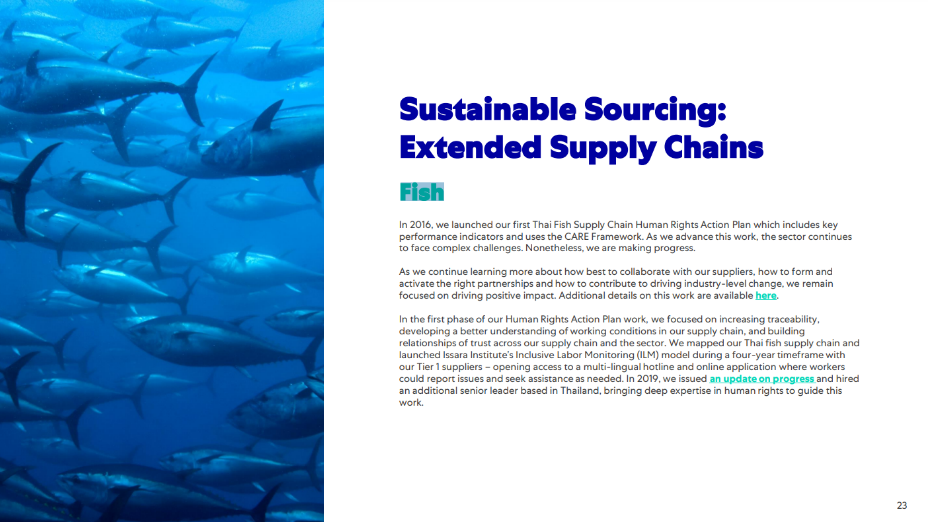 Sustainable Sourcing:
Extended Supply Chains
Fish
In 2016, we launched our first Thai Fish Supply Chain Human Rights Action Plan which includes key
performance indicators and uses the CARE Framework. As we advance this work, the sector continues
to face complex challenges. Nonetheless, we are making progress.
As we continue learning more about how best to collaborate with our suppliers, how to form and
activate the right partnerships and how to contribute to driving industry-level change, we remain
focused on driving positive impact. Additional details on this work are available here.
In the first phase of our Human Rights Action Plan work, we focused on increasing traceability,
developing a better understanding of working conditions in our supply chain, and building
relationships of trust across our supply chain and the sector. We mapped our Thai fish supply chain and
launched Issara Institute's Inclusive Labor Monitoring (ILM) model during a four-year timeframe with
our Tier 1 suppliers – opening access to a multi-lingual hotline and online application where workers
could report issues and seek assistance as needed. In 2019, we issued an update on progress and hired
an additional senior leader based in Thailand, bringing deep expertise in human rights to guide this
work.
23